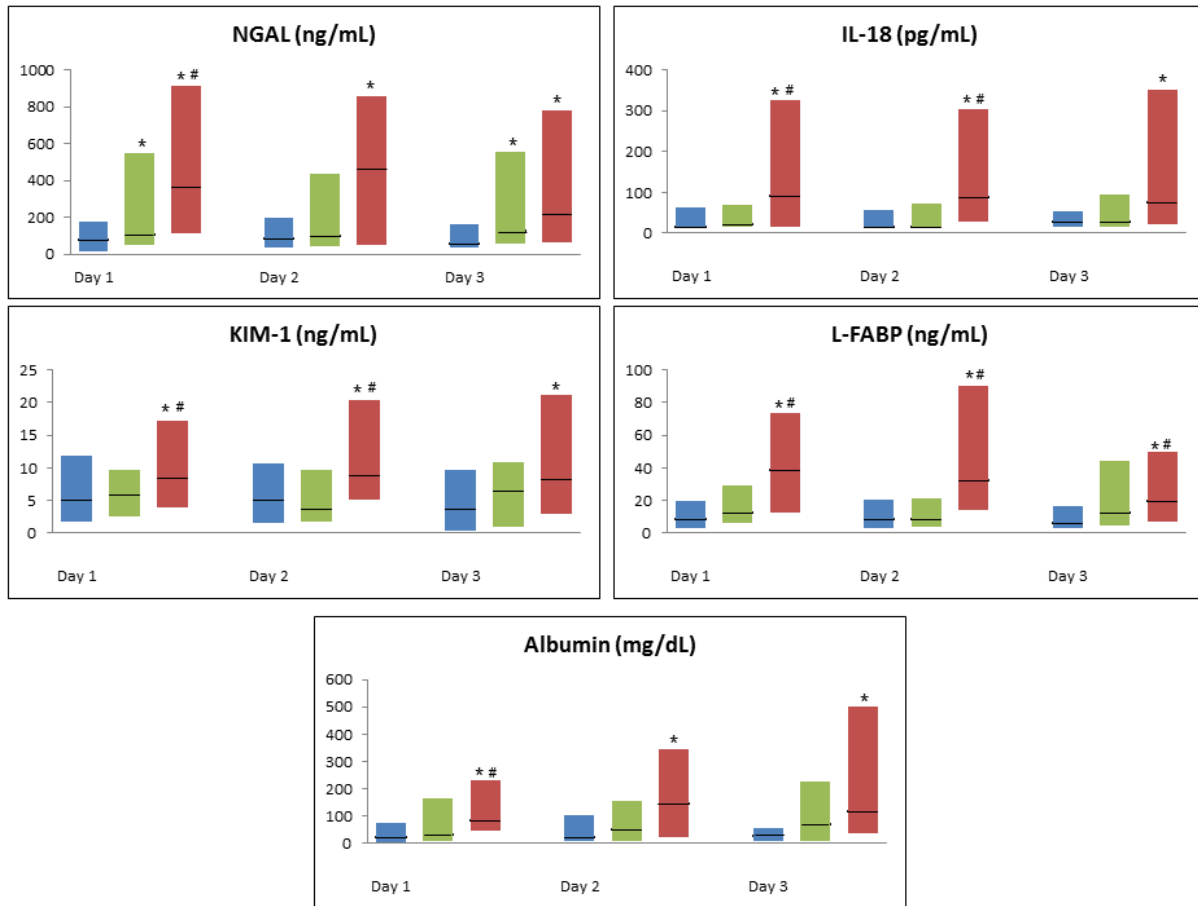 NGAL (ng/mL)
1000
800
600
400
200
0
*
* #
*
*
*
Day 1
Day 2
Day 3
IL-18 (pg/mL)
400
300
200
100
0
* #
* #
*
Day 1
Day 2
Day 3
KIM-1 (ng/mL)
25
20
15
10
5
0
* #
* #
*
Day 1
Day 2
Day 3
L-FABP (ng/mL)
100
80
60
40
20
0
* #
* #
* #
Day 1
Day 2
Day 3
Albumin (mg/dL)
600
500
400
300
200
100
0
* #
*
*
Day 1
Day 2
Day 3